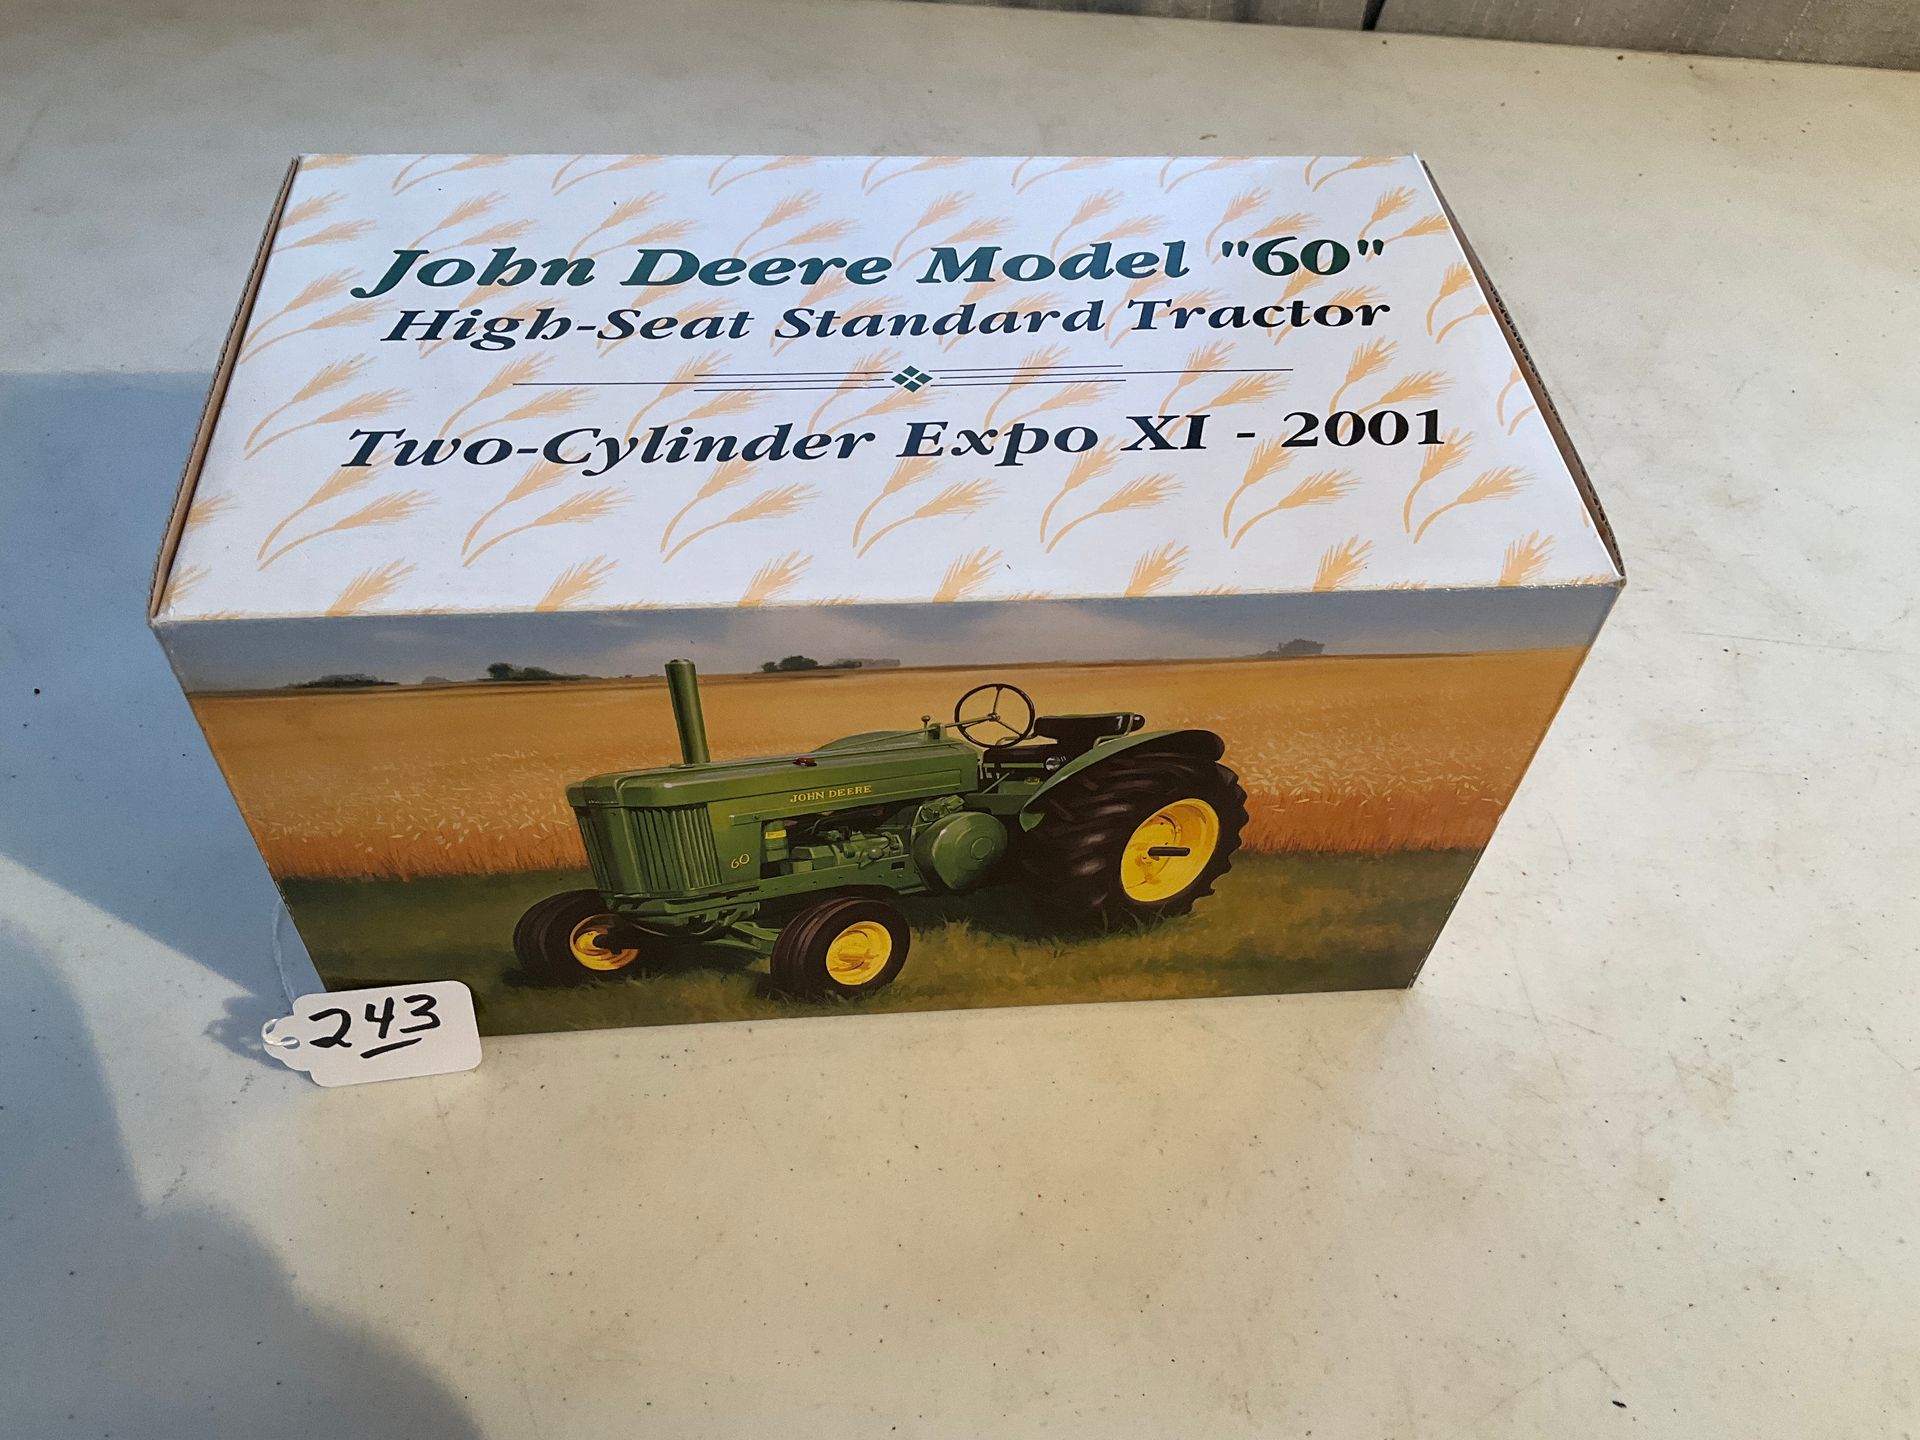 John Deere Model "60"
High-Seat Standard Tractor
Two-Cylinder Expo XI - 2001
JOHN DEERE
60
243